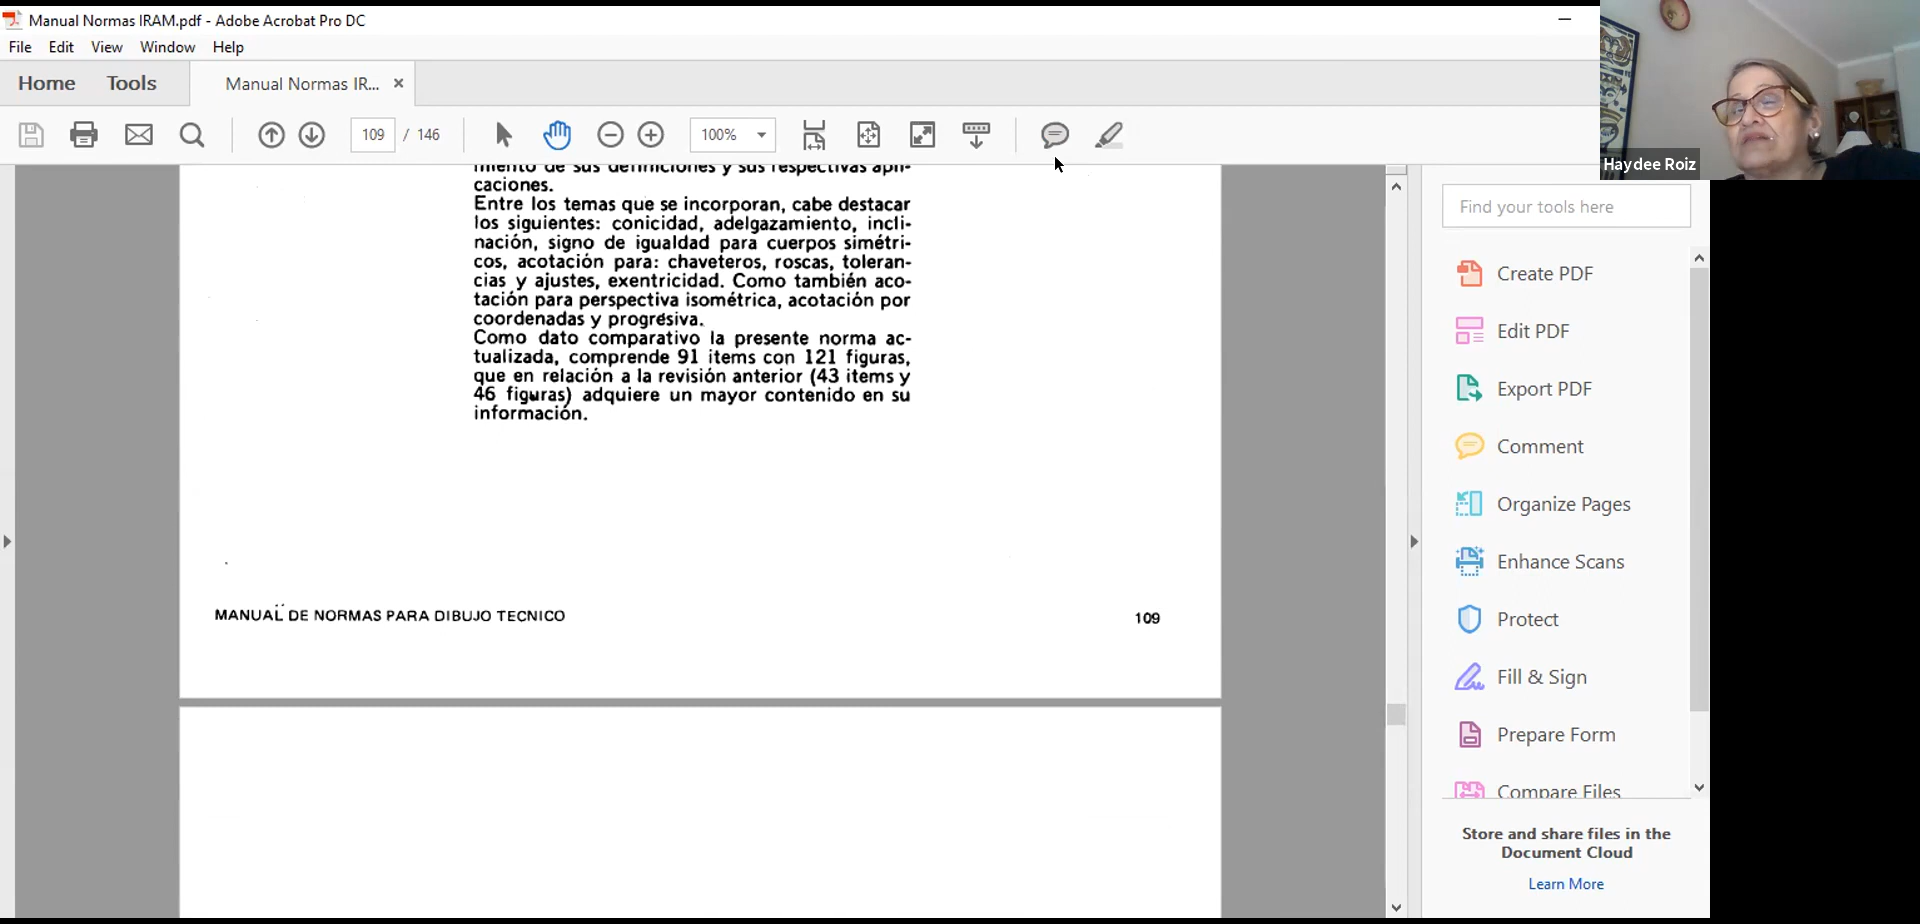 Manual Normas IRAM.pdf - Adobe Acrobat Pro DC
File Edit View Window Help
Home Tools Manual Normas IR... ×
109 / 146 100%
Haydee Roiz
miento de sus definiciones y sus respectivas apli-
caciones.
Entre los temas que se incorporan, cabe destacar
los siguientes: conicidad, adelgazamiento, incli-
nación, signo de igualdad para cuerpos simétri-
cos, acotación para: chaveteros, roscas, toleran-
cias y ajustes, exentricidad. Como también aco-
tación para perspectiva isométrica, acotación por
coordenadas y progresiva.
Como dato comparativo la presente norma ac-
tualizada, comprende 91 items con 121 figuras,
que en relación a la revisión anterior (43 items y
46 figuras) adquiere un mayor contenido en su
información.
MANUAL DE NORMAS PARA DIBUJO TECNICO
109
Find your tools here
Create PDF
Edit PDF
Export PDF
Comment
Organize Pages
Enhance Scans
Protect
Fill & Sign
Prepare Form
Compare Files
Store and share files in the
Document Cloud
Learn More